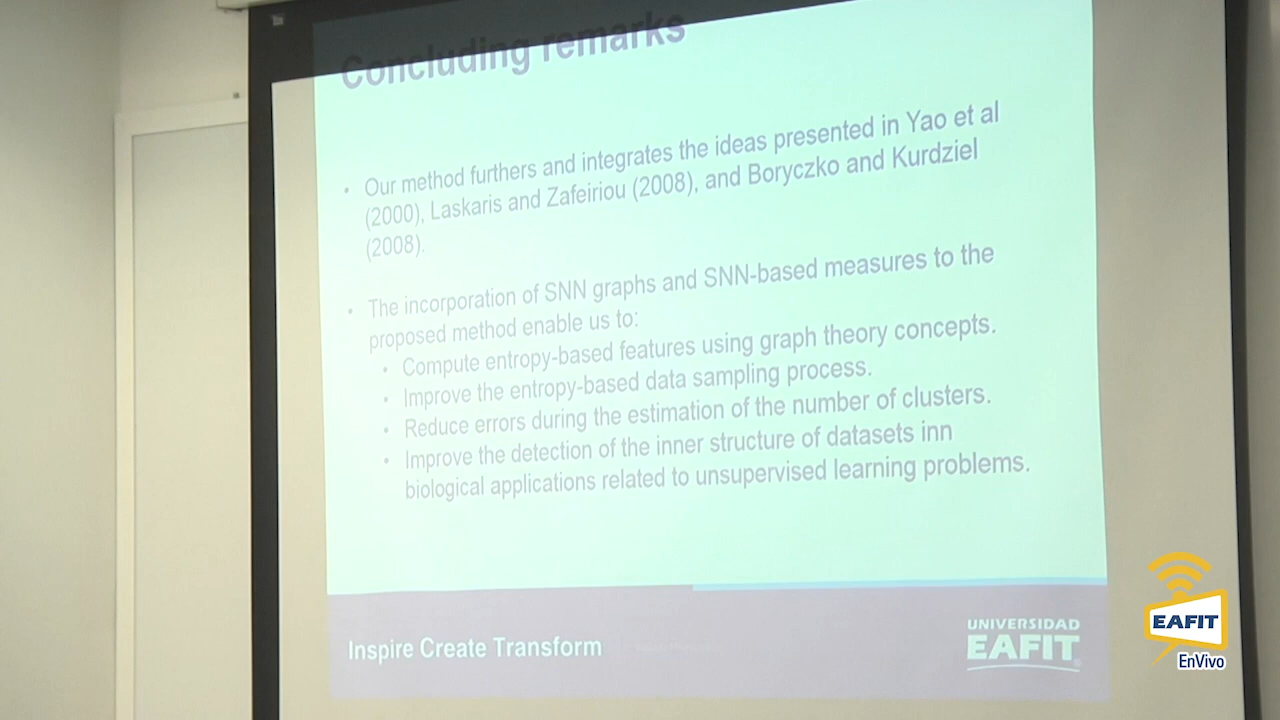 Concluding remarks
• Our method furthers and integrates the ideas presented in Yao et al
(2000), Laskaris and Zafeiriou (2008), and Boryczko and Kurdziel
(2008).
• The incorporation of SNN graphs and SNN-based measures to the
proposed method enable us to:
• Compute entropy-based features using graph theory concepts.
• Improve the entropy-based data sampling process.
• Reduce errors during the estimation of the number of clusters.
• Improve the detection of the inner structure of datasets inn
biological applications related to unsupervised learning problems.
Inspire Create Transform
UNIVERSIDAD
EAFIT
EAFIT
EnVivo